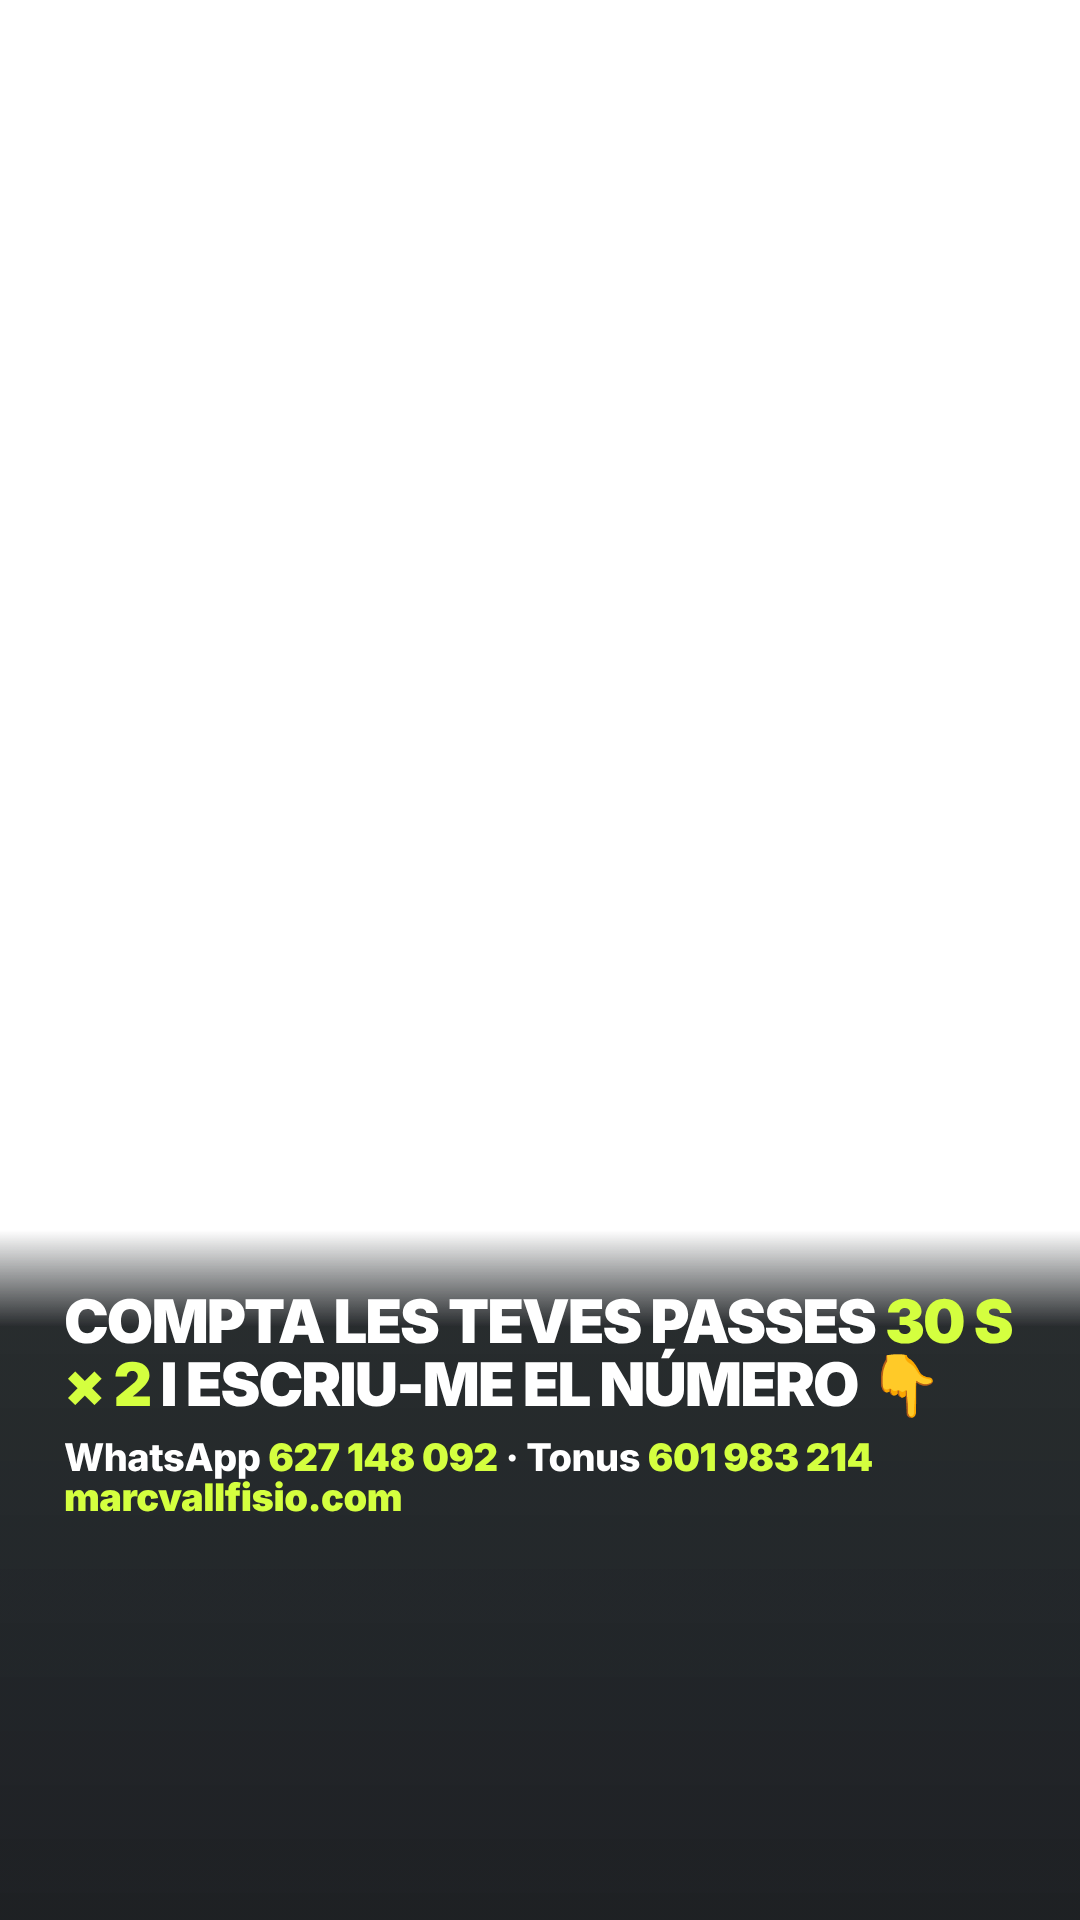 COMPTA LES TEVES PASSES 30 S
× 2 I ESCRIU-ME EL NÚMERO 👇
WhatsApp 627 148 092 · Tonus 601 983 214
marcvallfisio.com